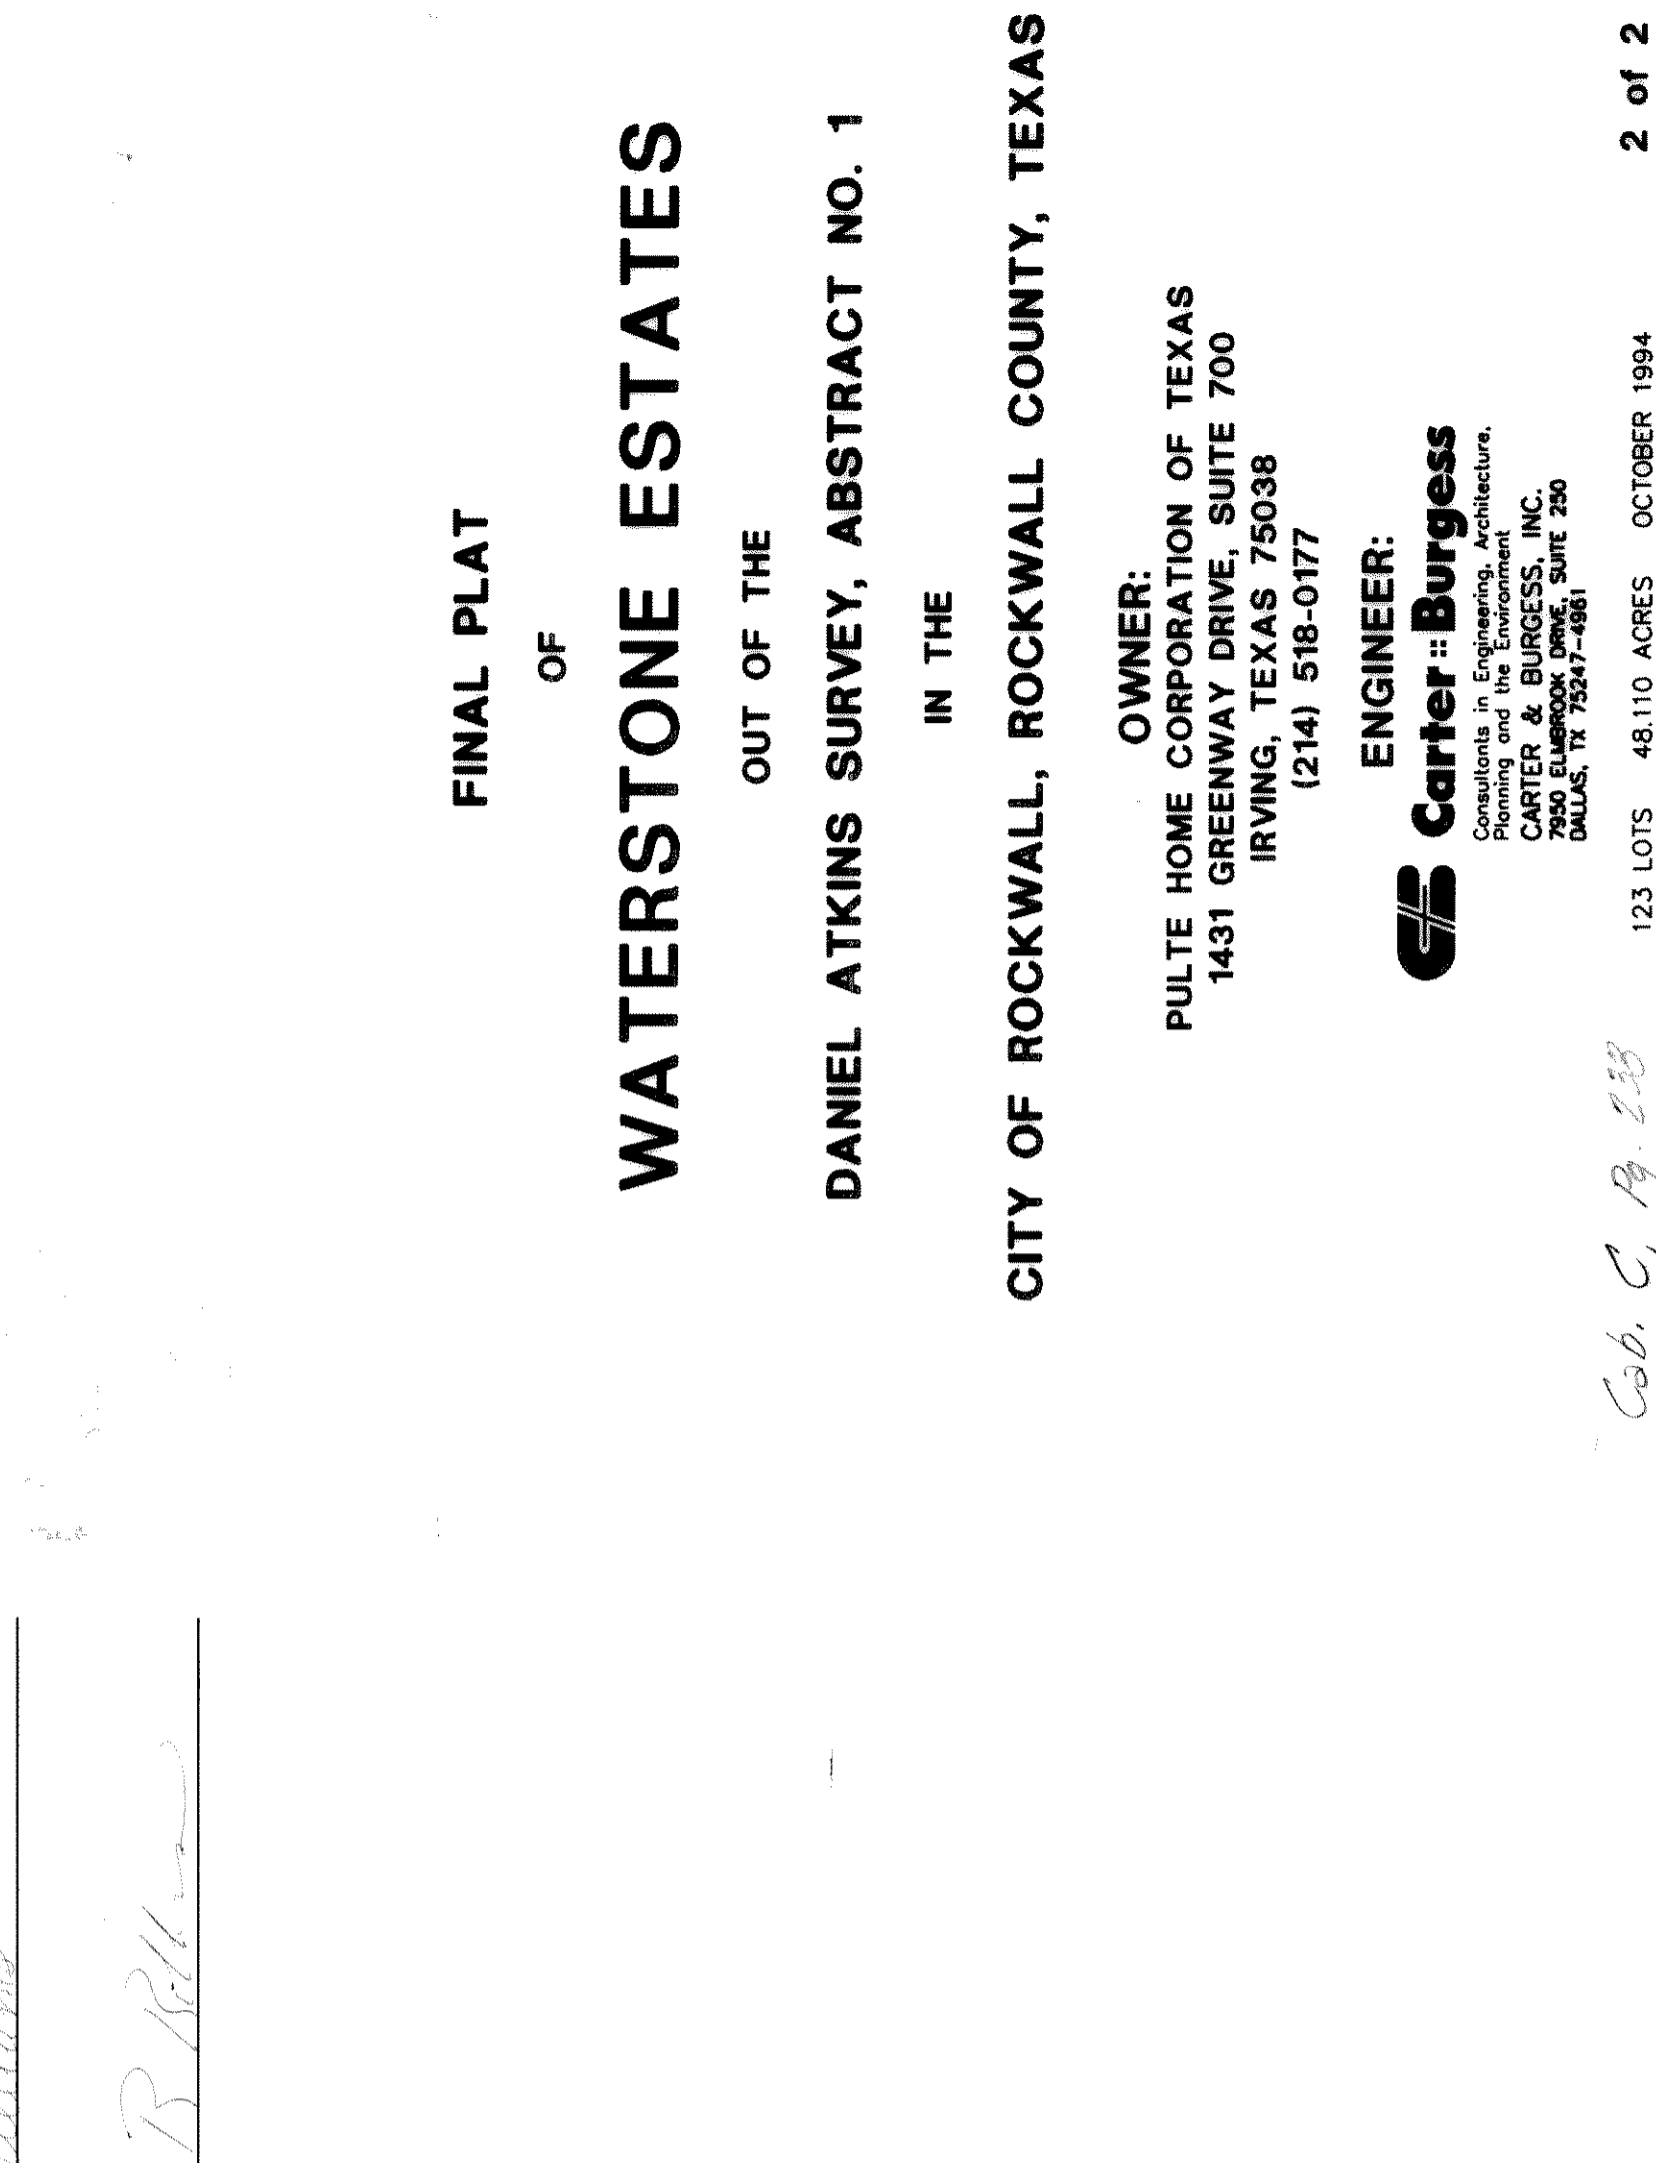 FINAL PLAT
OF
WATERSTONE ESTATES
OUT OF THE
DANIEL ATKINS SURVEY, ABSTRACT NO. 1
IN THE
CITY OF ROCKWALL, ROCKWALL COUNTY, TEXAS
OWNER:
PULTE HOME CORPORATION OF TEXAS
1431 GREENWAY DRIVE, SUITE 700
IRVING, TEXAS 75038
(214) 518-0177
ENGINEER:
Carter::Burgess
Consultants in Engineering, Architecture,
Planning and the Environment
CARTER & BURGESS, INC.
7950 ELMBROOK DRIVE, SUITE 250
DALLAS, TX 75247-4961
123 LOTS 48.110 ACRES OCTOBER 1994
2 of 2
Cab. C, Pg. 233